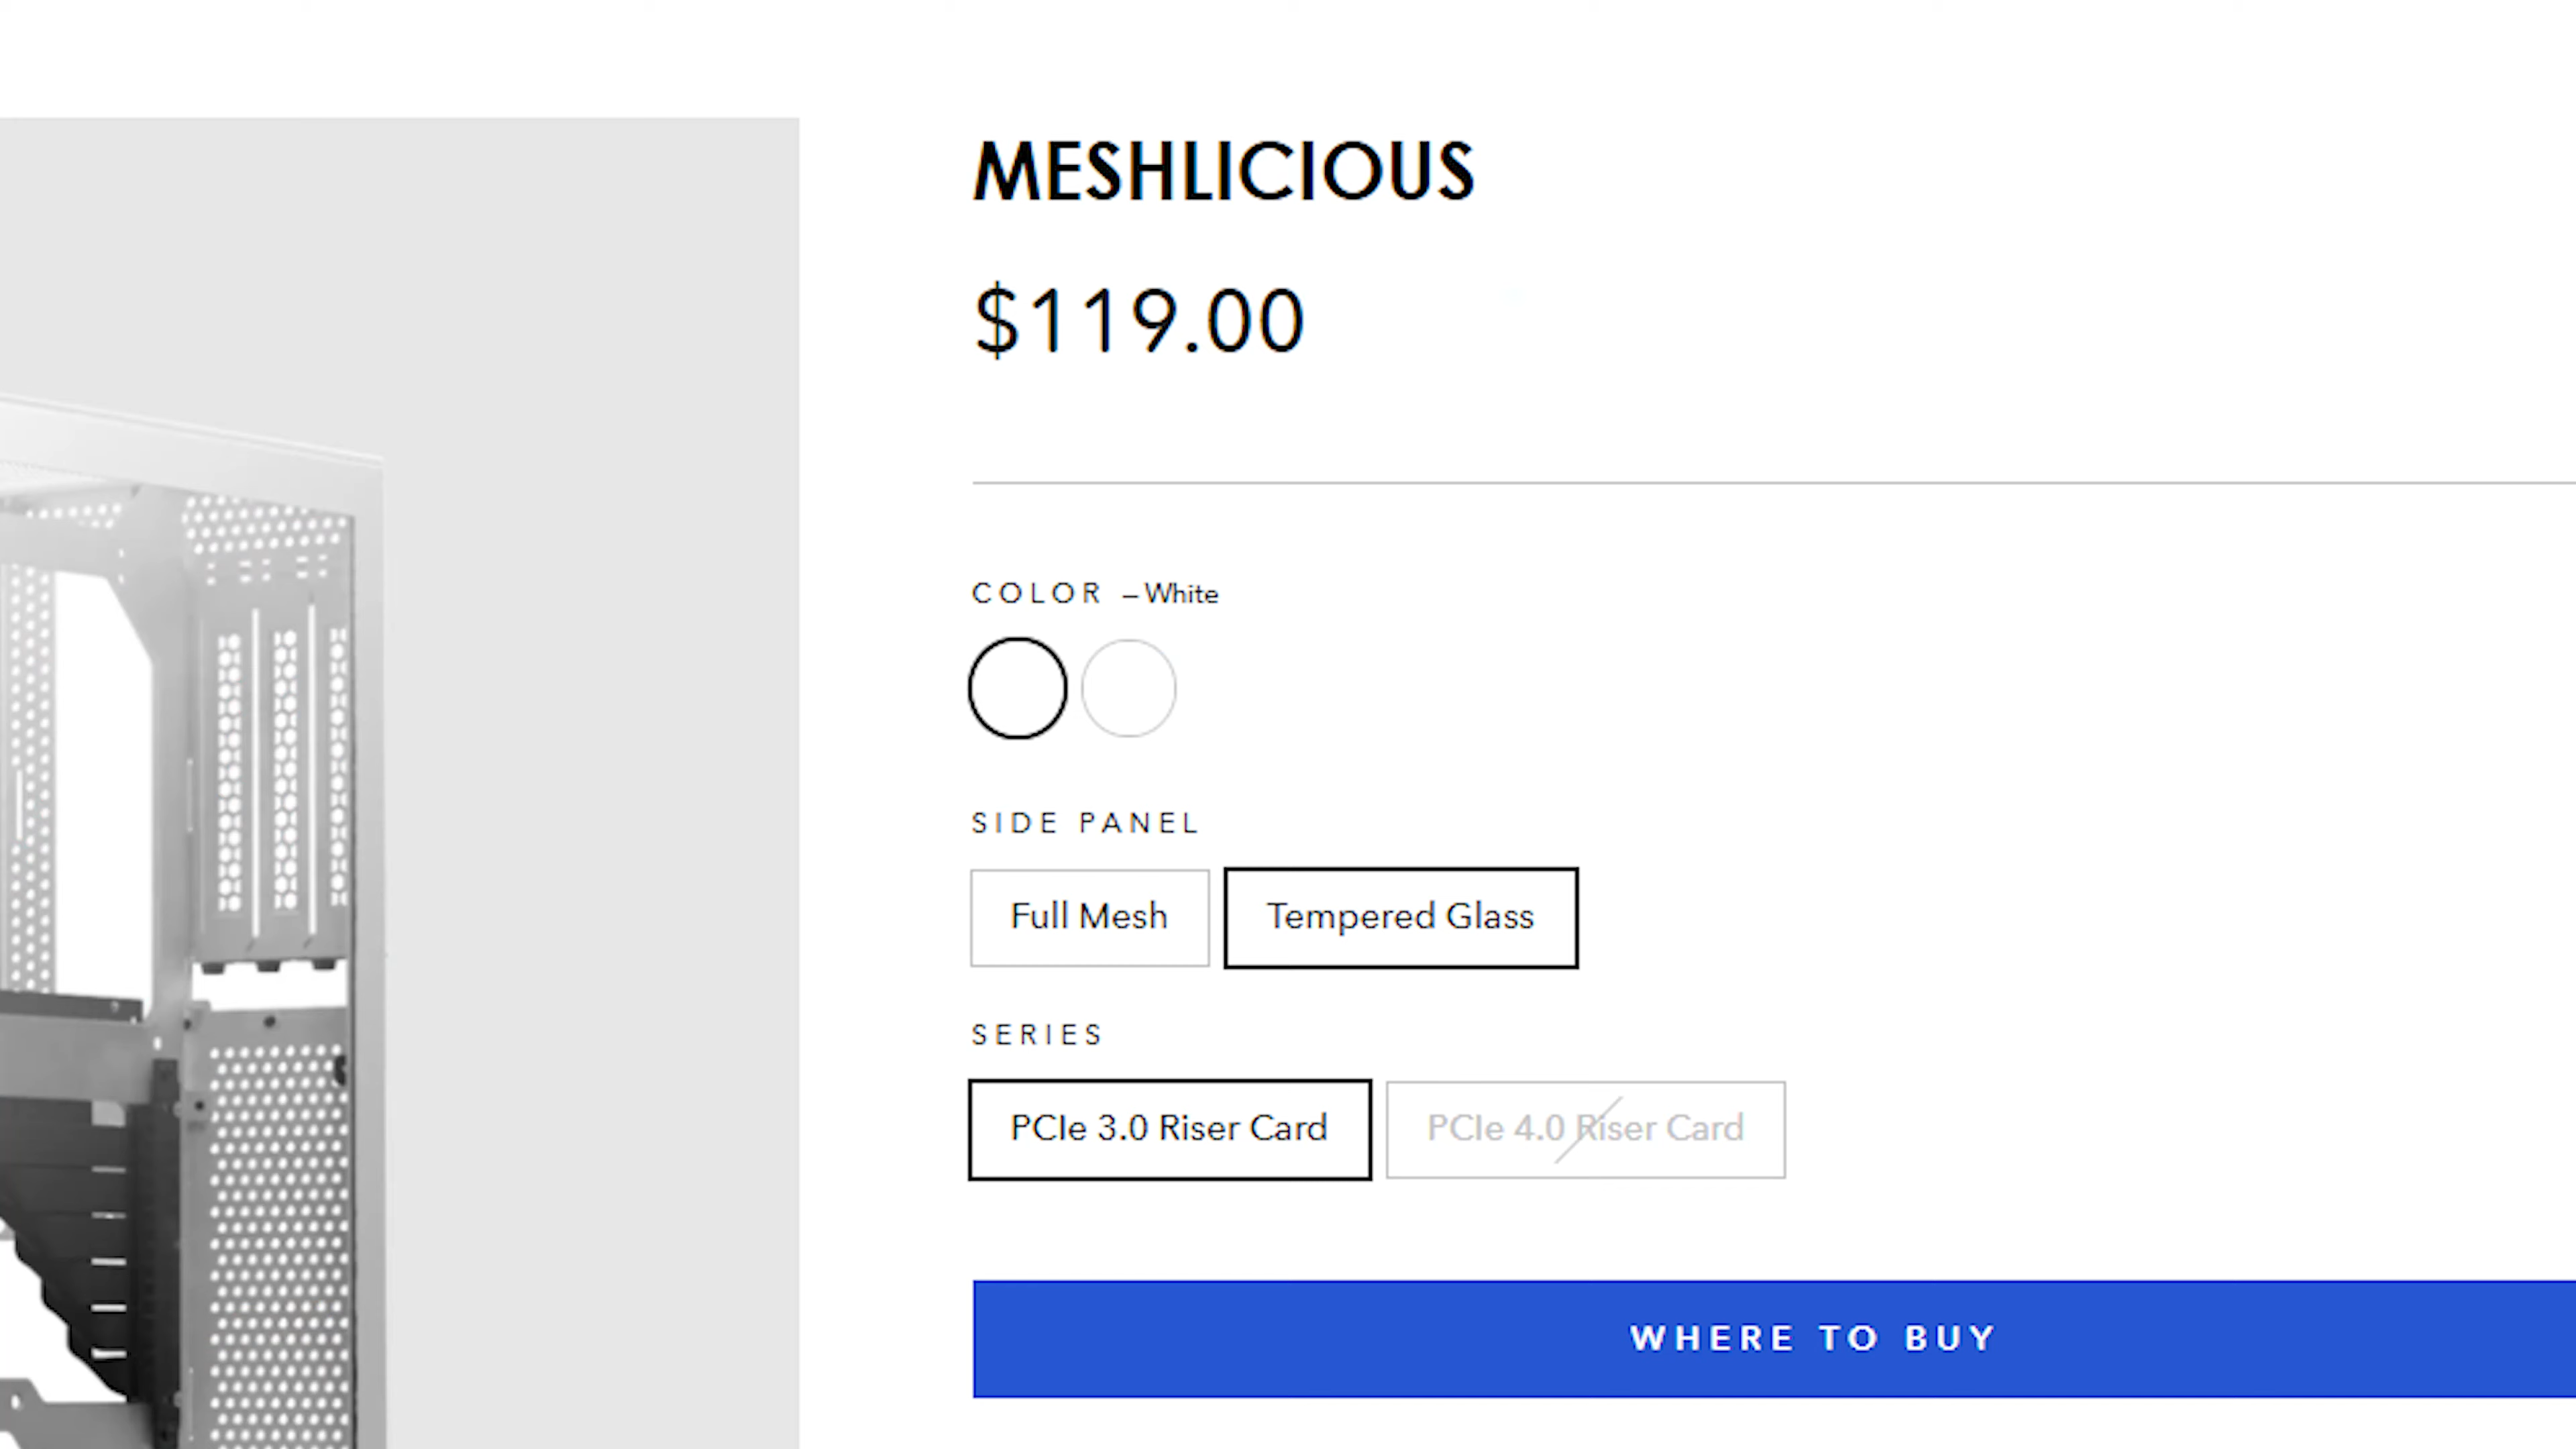 MESHLICIOUS
$119.00
COLOR – White
SIDE PANEL
Full Mesh
Tempered Glass
SERIES
PCIe 3.0 Riser Card
PCIe 4.0 Riser Card
WHERE TO BUY